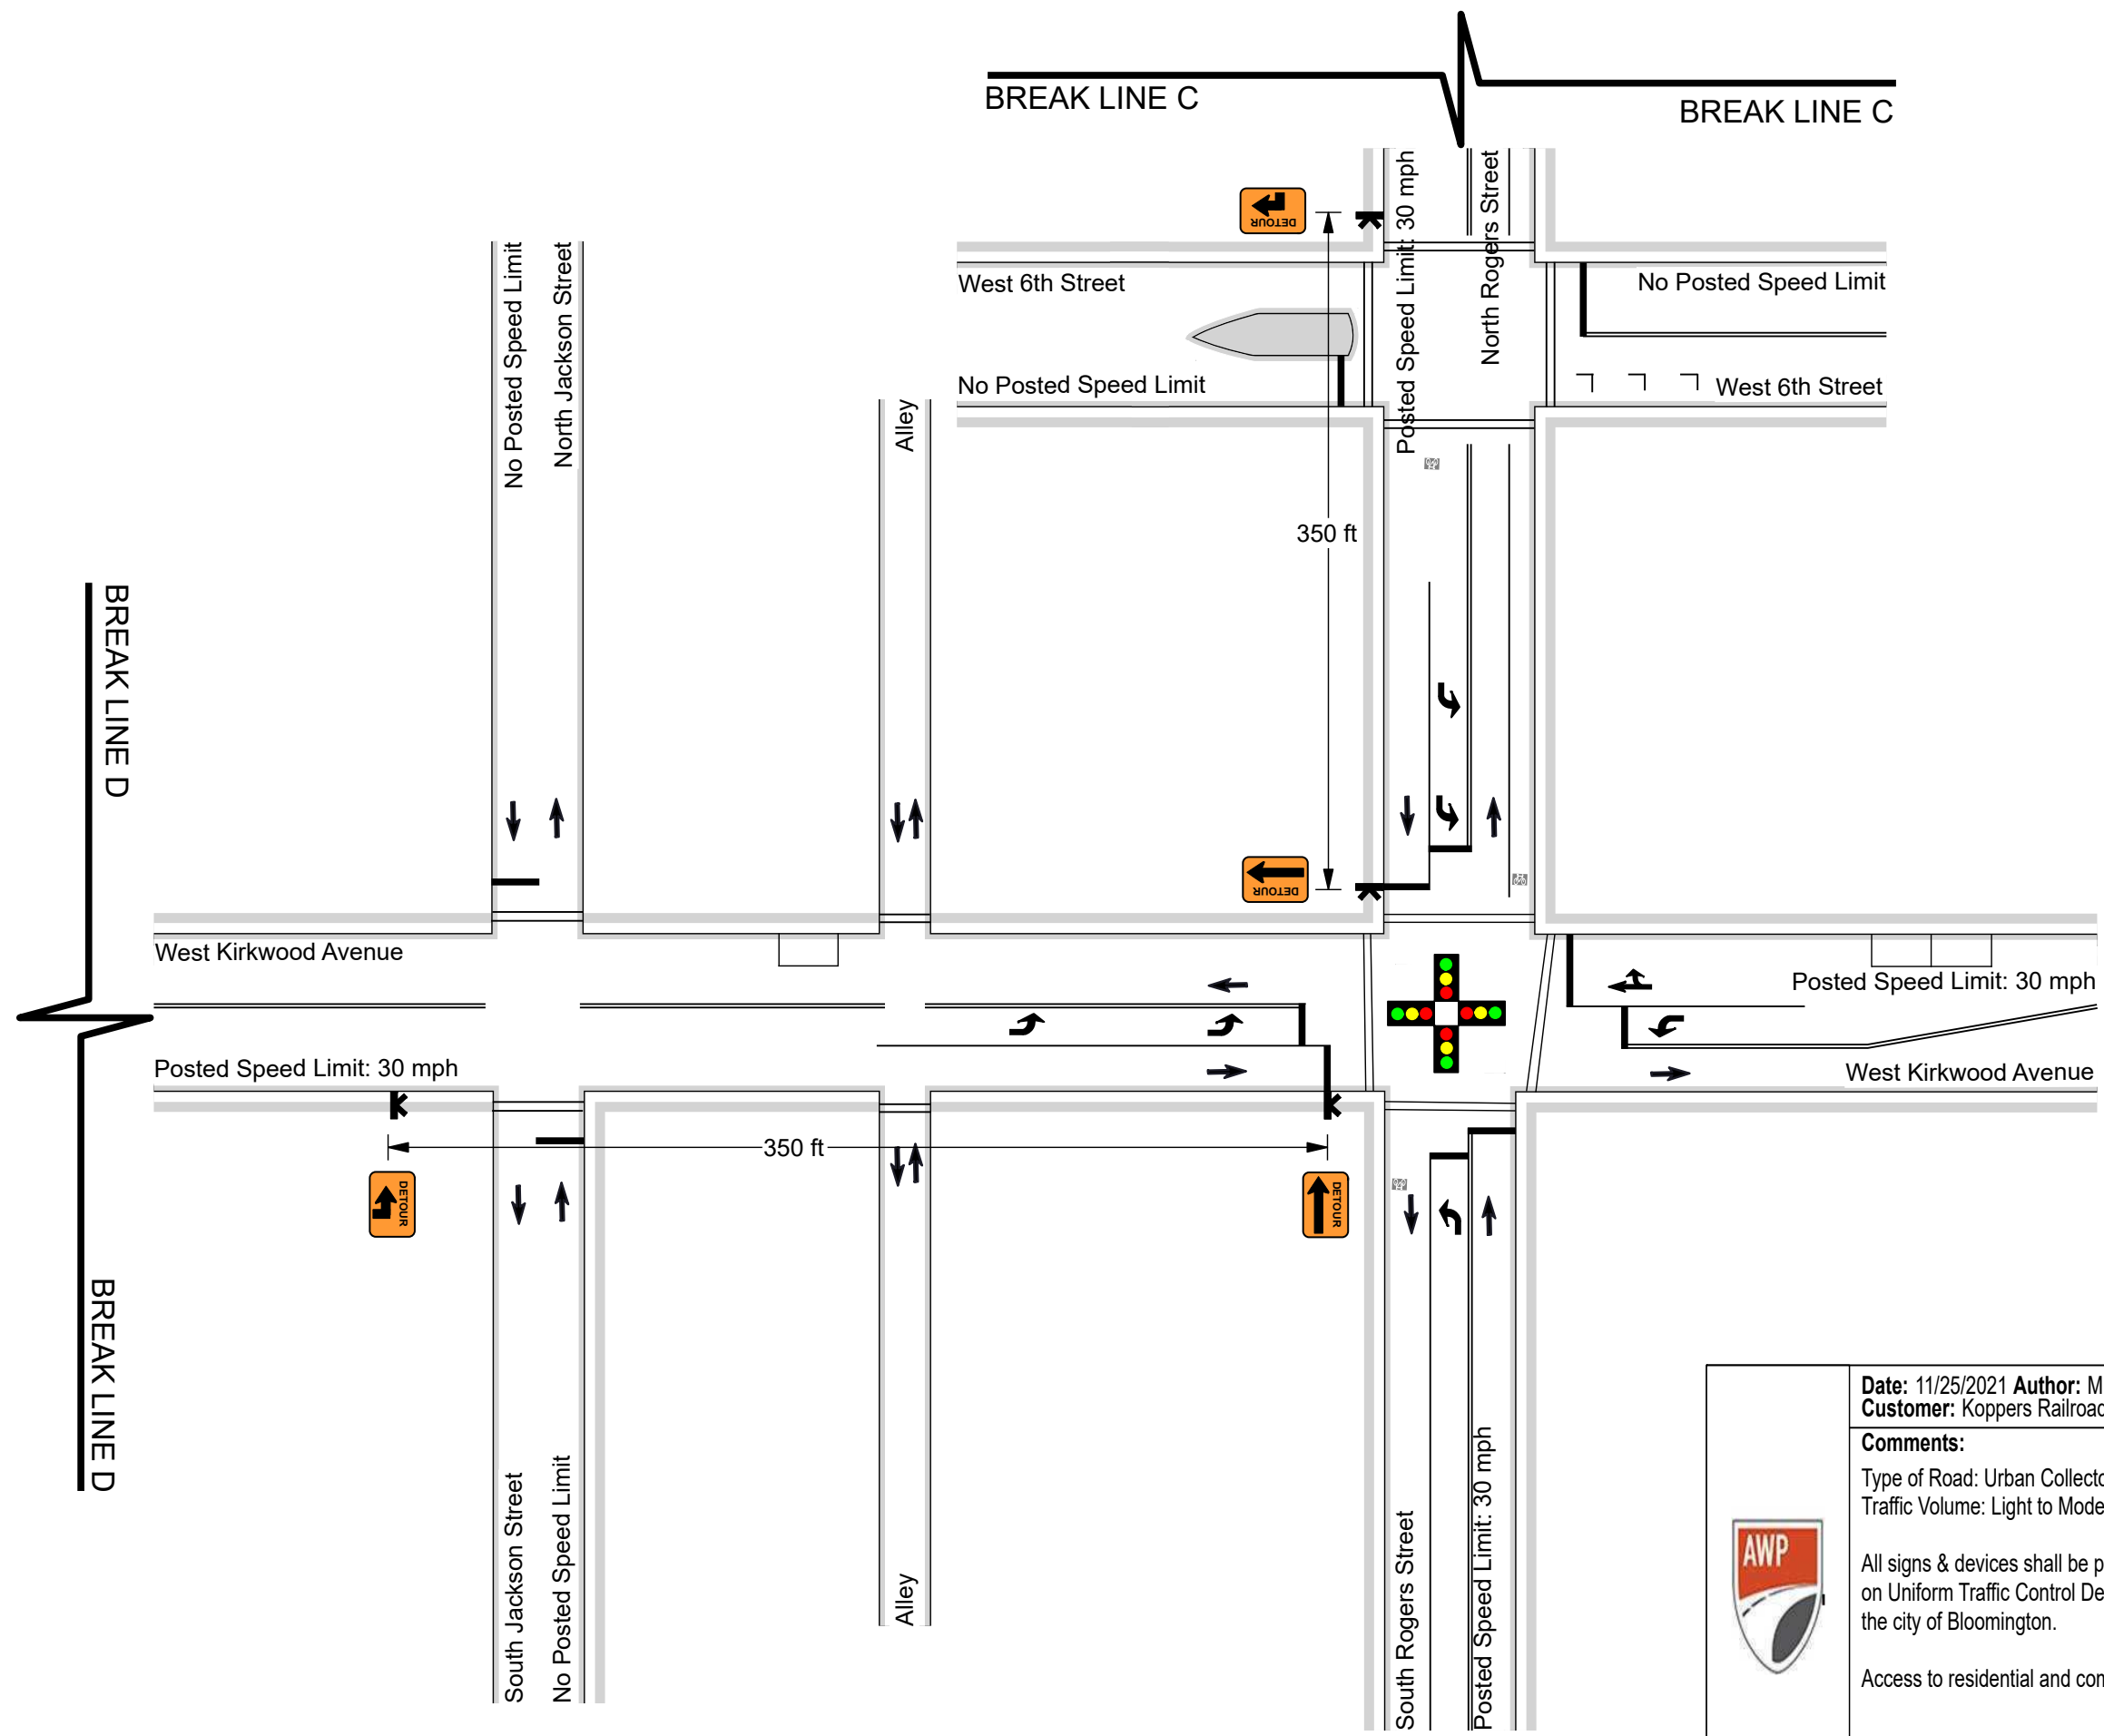 BREAK LINE C
BREAK LINE C
Posted Speed Limit: 30 mph
North Rogers Street
DETOUR
No Posted Speed Limit
North Jackson Street
West 6th Street
No Posted Speed Limit
No Posted Speed Limit
West 6th Street
Alley
350 ft
BREAK LINE D
DETOUR
West Kirkwood Avenue
Posted Speed Limit: 30 mph
Posted Speed Limit: 30 mph
West Kirkwood Avenue
350 ft
DETOUR
DETOUR
BREAK LINE D
South Jackson Street
No Posted Speed Limit
Alley
South Rogers Street
Posted Speed Limit: 30 mph
AWP
Date: 11/25/2021 Author: M
Customer: Koppers Railroad
Comments:
Type of Road: Urban Collecto
Traffic Volume: Light to Mode
All signs & devices shall be p
on Uniform Traffic Control De
the city of Bloomington.
Access to residential and con